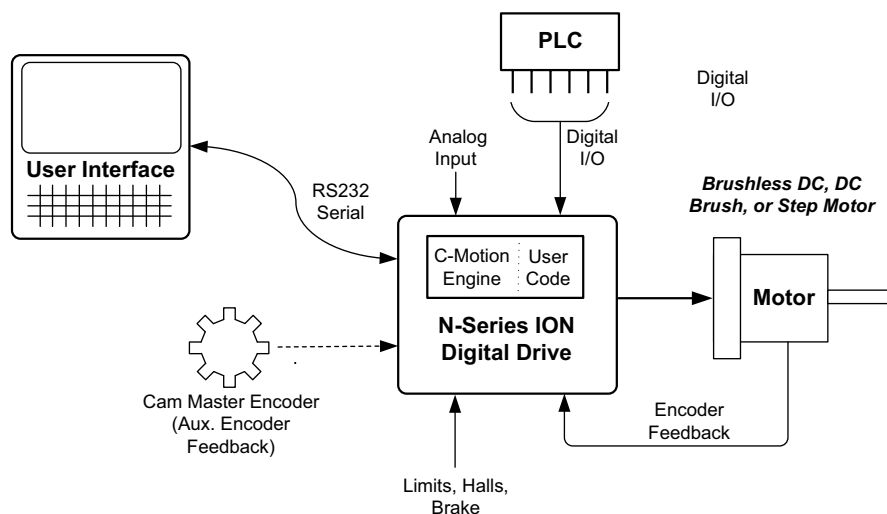 PLC
Digital
I/O
User Interface
Analog
Input
Digital
I/O
RS232
Serial
Brushless DC, DC
Brush, or Step Motor
C-Motion
Engine
User
Code
N-Series ION
Digital Drive
Motor
Cam Master Encoder
(Aux. Encoder
Feedback)
Encoder
Feedback
Limits, Halls,
Brake